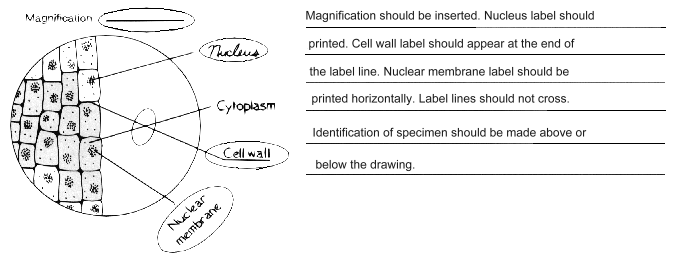 Magnification
Nucleus
Cytoplasm
Cell wall
Nuclear
membrane
Magnification should be inserted. Nucleus label should
printed. Cell wall label should appear at the end of
the label line. Nuclear membrane label should be
printed horizontally. Label lines should not cross.
Identification of specimen should be made above or
below the drawing.